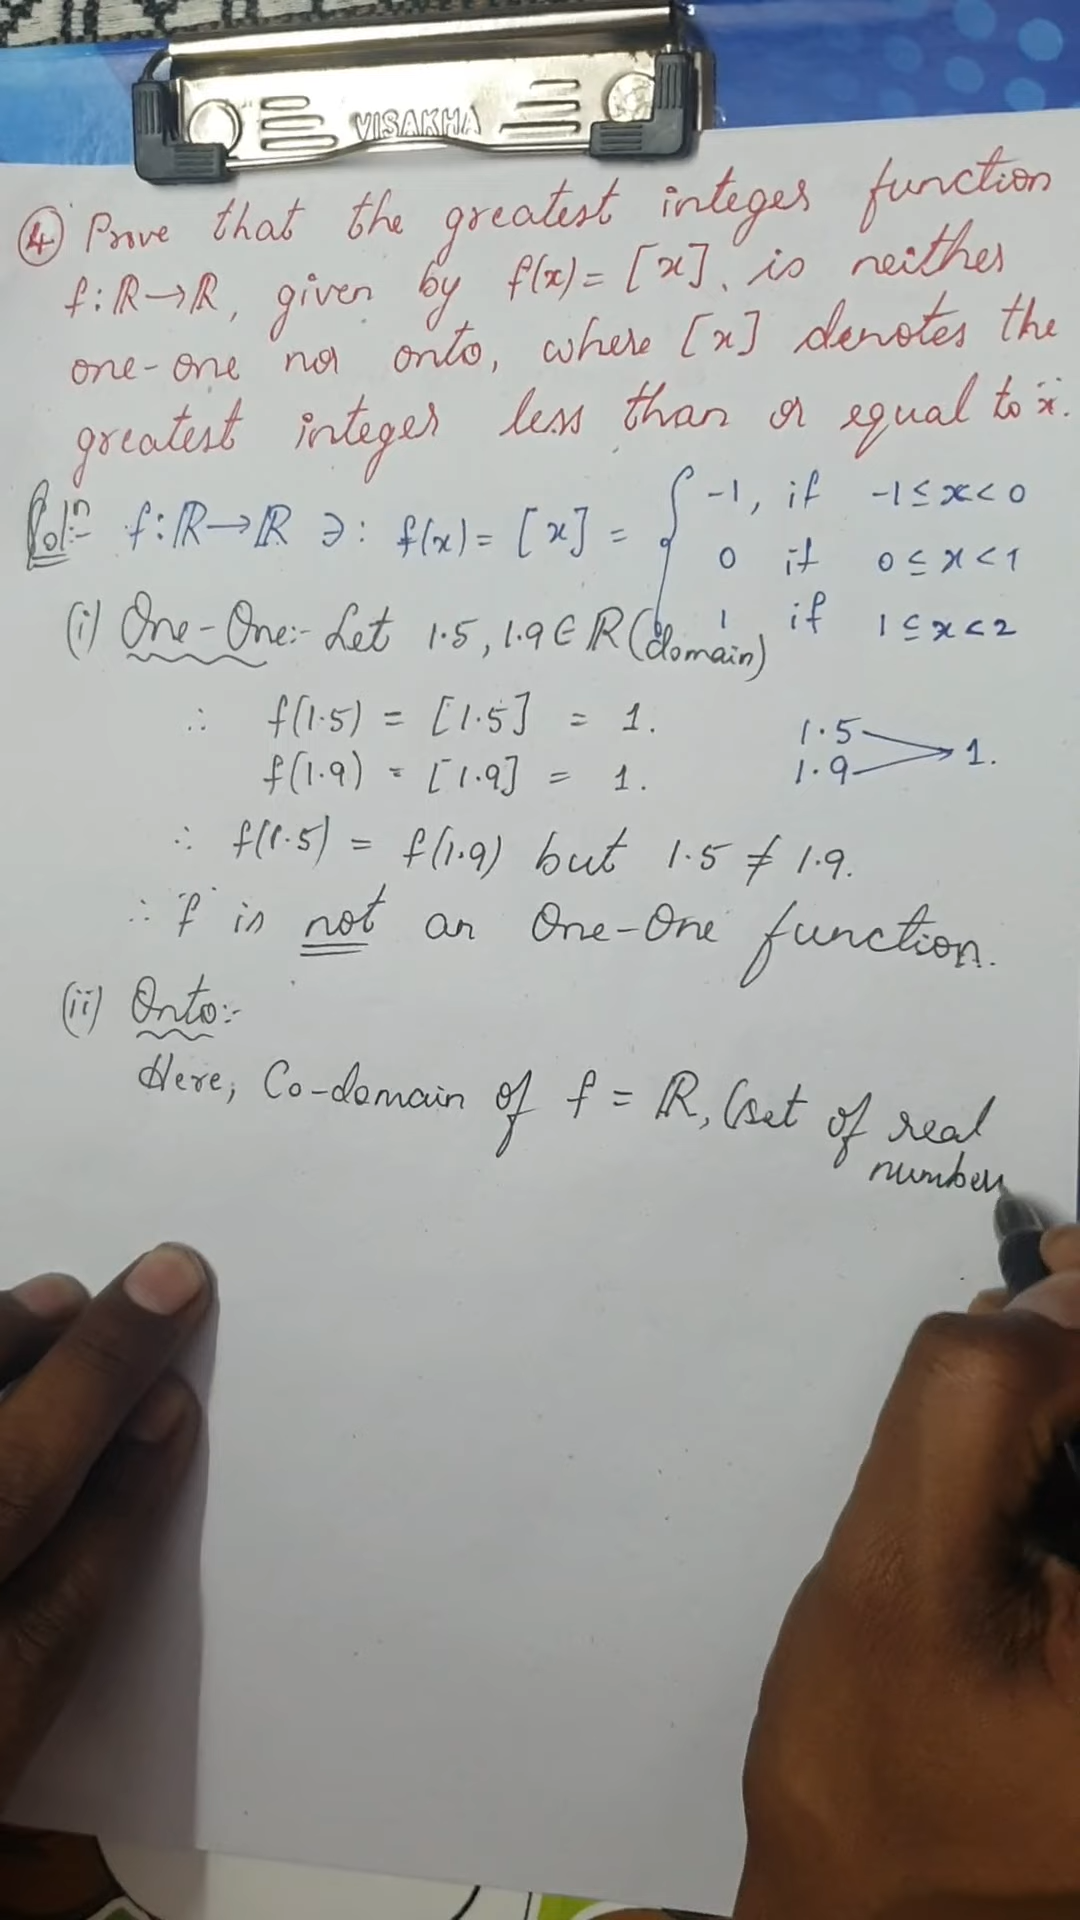 VISAKHA
④ Prove that the greatest integer function
f:ℝ→ℝ, given by f(x)=[x], is neither
one-one nor onto, where [x] denotes the
greatest integer less than or equal to x.
Solⁿ:- f:ℝ→ℝ ∋: f(x)=[x]= { -1, if -1≤x<0
0 if 0≤x<1
1 if 1≤x<2
(i) One-One:- Let 1.5, 1.9∈ℝ(domain)
∴ f(1.5) = [1.5] = 1.
f(1.9) = [1.9] = 1.
1.5
1.9 → 1.
∴ f(1.5) = f(1.9) but 1.5 ≠ 1.9.
∴ f is not an One-One function.
(ii) Onto:-
Here, Co-domain of f = ℝ, (set of real
number